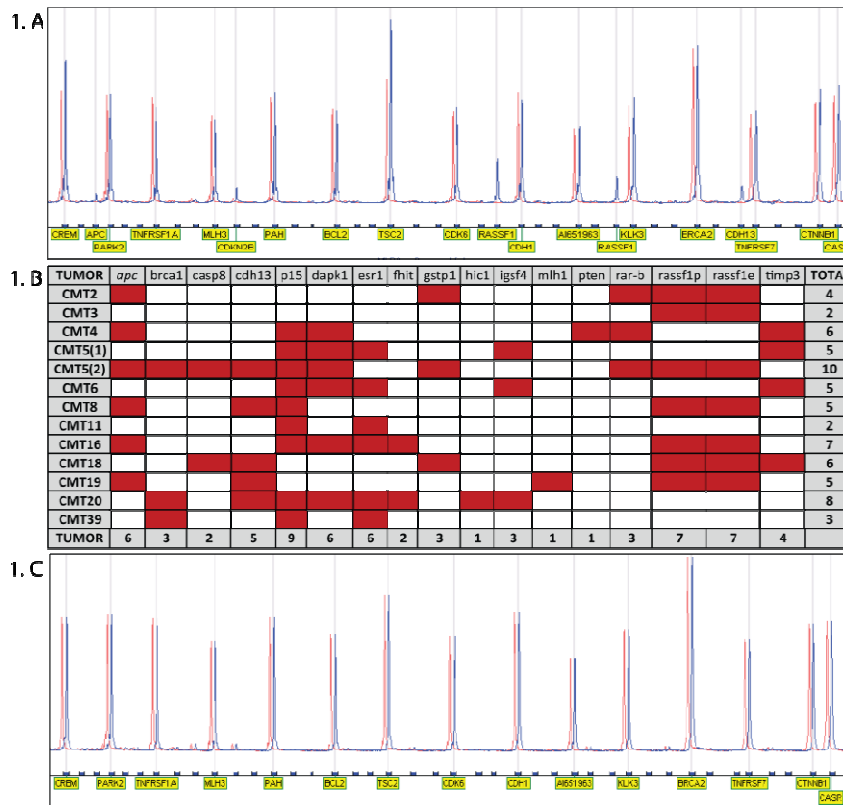 1. A
CREM APC TNFRSF1A MLH3 PAH BCL2 TSC2 CDK6 RASSF1 AI651963 KLK3 BRCA2 CDH13 CTNNB1
PARK2 CDKN2B CDH1 RASSF1 TNFRSF7 CAS
1. B
TUMOR apc brca1 casp8 cdh13 p15 dapk1 esr1 fhit gstp1 hic1 igsf4 mlh1 pten rar-b rassf1p rassf1e timp3 TOTA
CMT2 4
CMT3 2
CMT4 6
CMT5(1) 5
CMT5(2) 10
CMT6 5
CMT8 5
CMT11 2
CMT16 7
CMT18 6
CMT19 5
CMT20 8
CMT39 3
TUMOR 6 3 2 5 9 6 6 2 3 1 3 1 1 3 7 7 4
1. C
CREM PARK2 TNFRSF1A MLH3 PAH BCL2 TSC2 CDK6 CDH1 AI651963 KLK3 BRCA2 TNFRSF7 CTNNB1
CASP